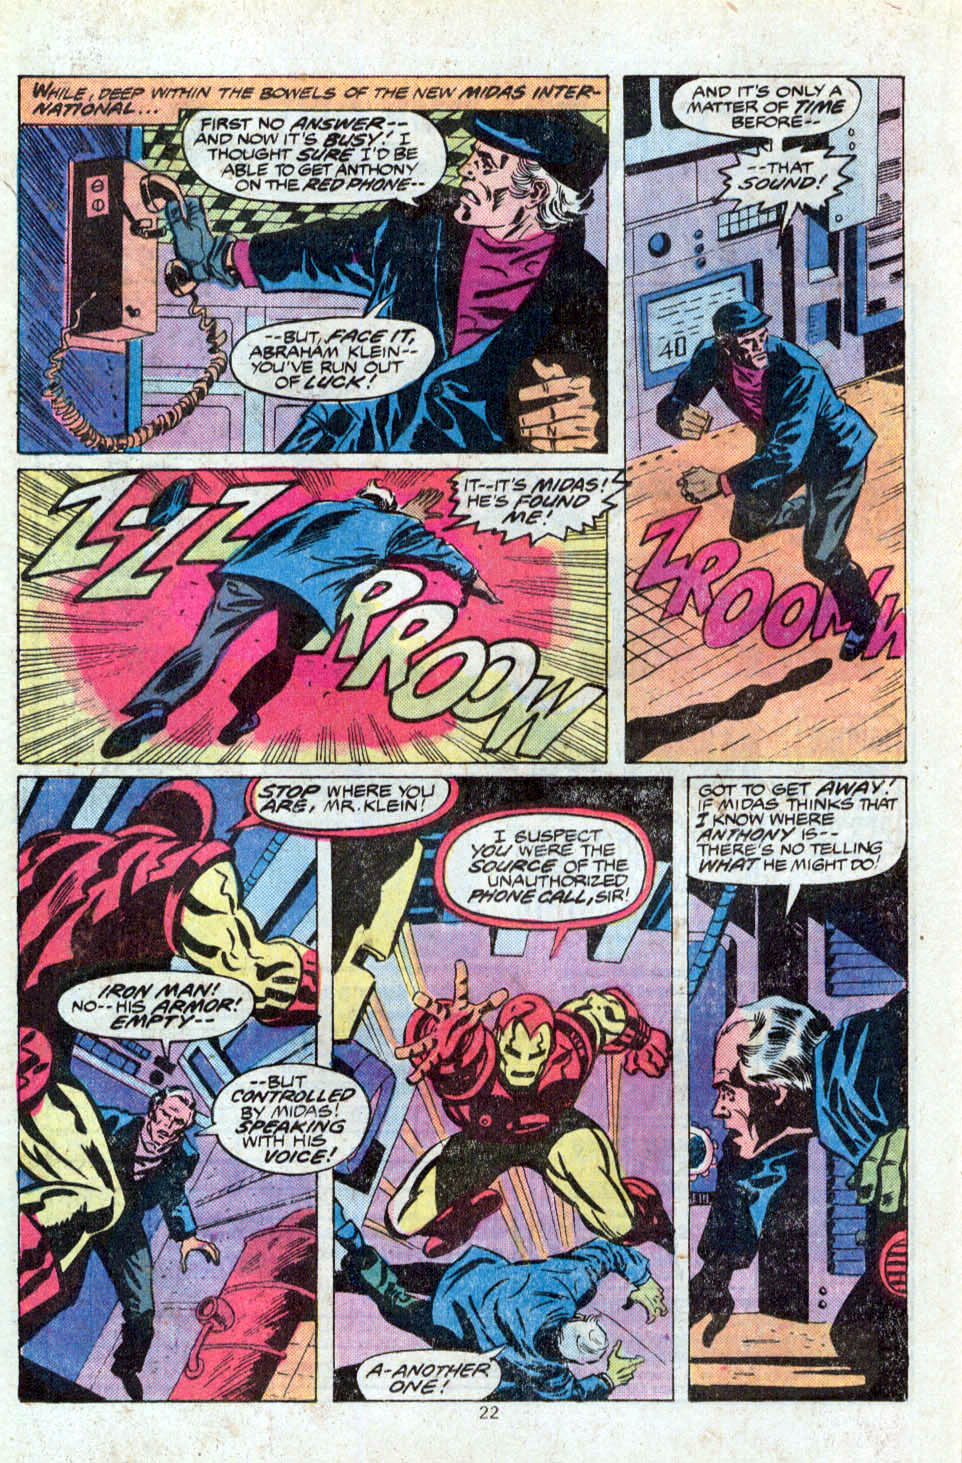 WHILE, DEEP WITHIN THE BOWELS OF THE NEW MIDAS INTER-
NATIONAL...
FIRST NO ANSWER--
AND NOW IT'S BUSY! I
THOUGHT SURE I'D BE
ABLE TO GET ANTHONY
ON THE RED PHONE--
--BUT, FACE IT,
ABRAHAM KLEIN--
YOU'VE RUN OUT
OF LUCK!
AND IT'S ONLY A
MATTER OF TIME
BEFORE--
--THAT
SOUND!
40
ZROOMW
ZZZ
RRROOW
IT--IT'S MIDAS!
HE'S FOUND
ME!
STOP WHERE YOU
ARE, MR. KLEIN!
IRON MAN!
NO--HIS ARMOR!
EMPTY--
--BUT
CONTROLLED
BY MIDAS!
SPEAKING
WITH HIS
VOICE!
I SUSPECT
YOU WERE THE
SOURCE OF THE
UNAUTHORIZED
PHONE CALL, SIR!
A-ANOTHER
ONE!
GOT TO GET AWAY!
IF MIDAS THINKS THAT
I KNOW WHERE
ANTHONY IS--
THERE'S NO TELLING
WHAT HE MIGHT DO!
22